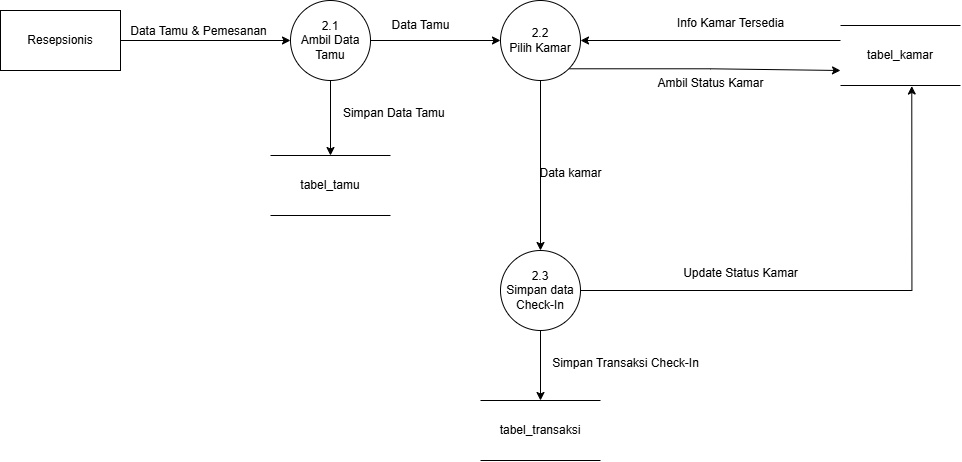 Resepsionis
Data Tamu & Pemesanan
2.1
Ambil Data
Tamu
Data Tamu
2.2
Pilih Kamar
Info Kamar Tersedia
tabel_kamar
Ambil Status Kamar
Simpan Data Tamu
tabel_tamu
Data kamar
2.3
Simpan data
Check-In
Update Status Kamar
Simpan Transaksi Check-In
tabel_transaksi